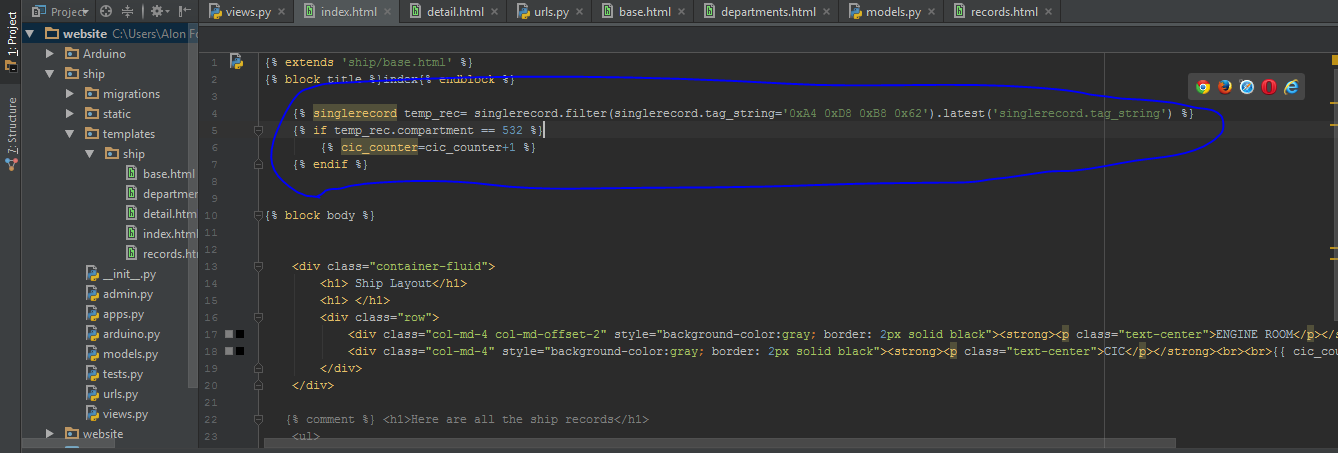 Project
views.py
index.html
detail.html
urls.py
base.html
departments.html
models.py
records.html
1: Project
7: Structure
website C:\Users\Alon
Arduino
ship
migrations
static
templates
ship
base.html
department
detail.htm
index.html
records.ht
__init__.py
admin.py
apps.py
arduino.py
models.py
tests.py
urls.py
views.py
website
1 {% extends 'ship/base.html' %}
2 {% block title %}index{% endblock %}
3
4 {% singlerecord temp_rec= singlerecord.filter(singlerecord.tag_string='0xA4 0xD8 0xB8 0x62').latest('singlerecord.tag_string') %}
5 {% if temp_rec.compartment == 532 %}
6 {% cic_counter=cic_counter+1 %}
7 {% endif %}
8
9
10 {% block body %}
11
12
13 <div class="container-fluid">
14 <h1> Ship Layout</h1>
15 <h1> </h1>
16 <div class="row">
17 <div class="col-md-4 col-md-offset-2" style="background-color:gray; border: 2px solid black"><strong><p class="text-center">ENGINE ROOM</p></s
18 <div class="col-md-4" style="background-color:gray; border: 2px solid black"><strong><p class="text-center">CIC</p></strong><br><br>{{ cic_cou
19 </div>
20 </div>
21
22 {% comment %} <h1>Here are all the ship records</h1>
23 <ul>